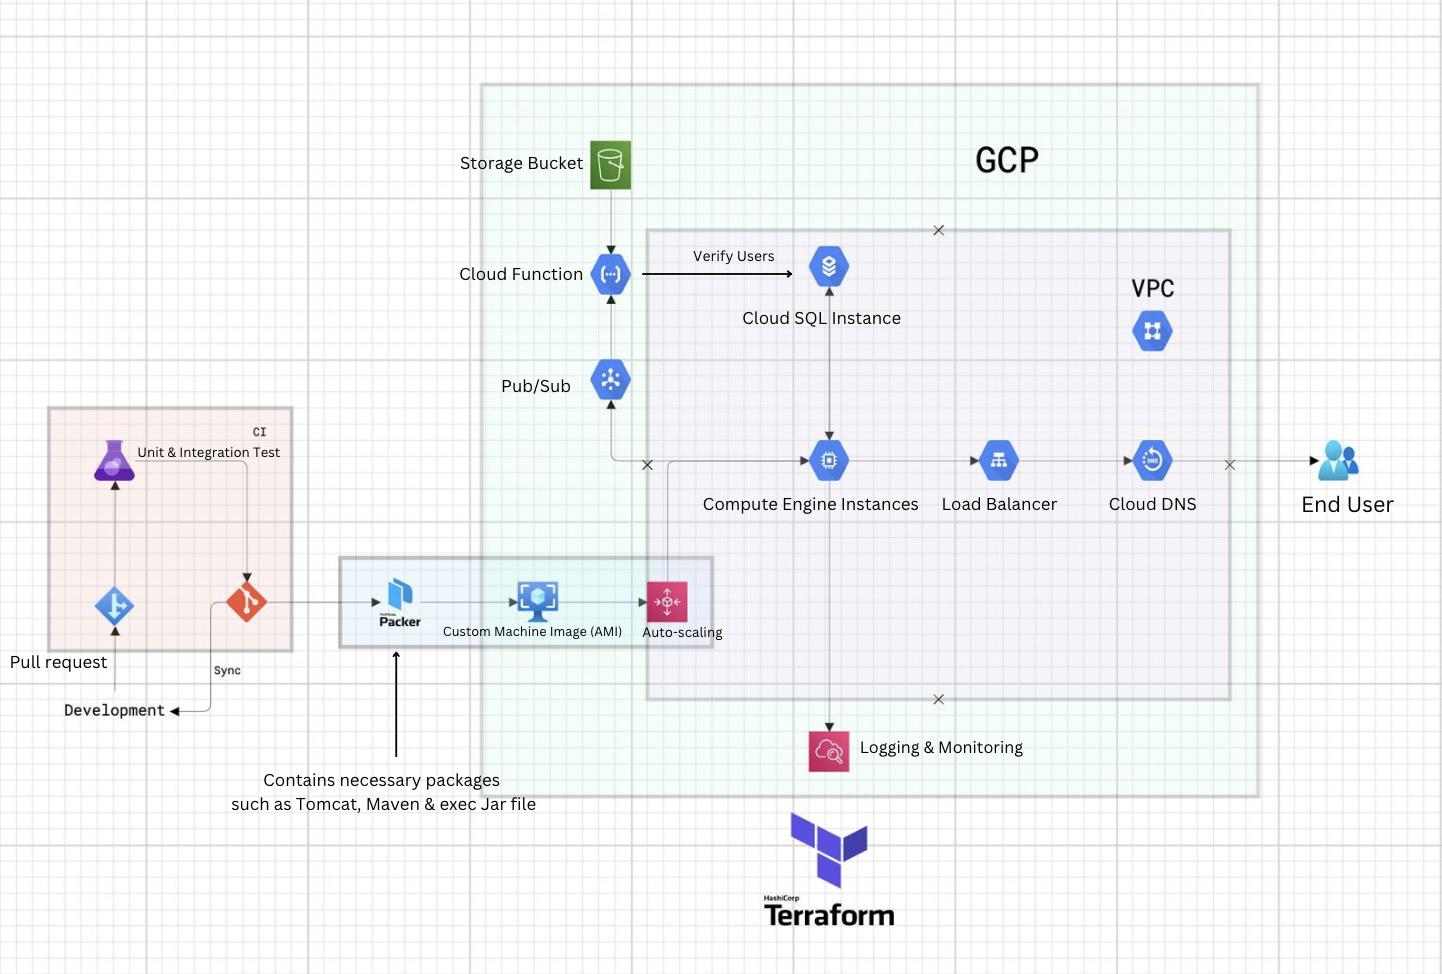 GCP
Storage Bucket
Cloud Function
Verify Users
Cloud SQL Instance
VPC
Pub/Sub
CI
Unit & Integration Test
Compute Engine Instances
Load Balancer
DNS
Cloud DNS
End User
HashiCorp
Packer
Custom Machine Image (AMI)
Auto-scaling
Pull request
Sync
Development
Logging & Monitoring
Contains necessary packages
such as Tomcat, Maven & exec Jar file
HashiCorp
Terraform